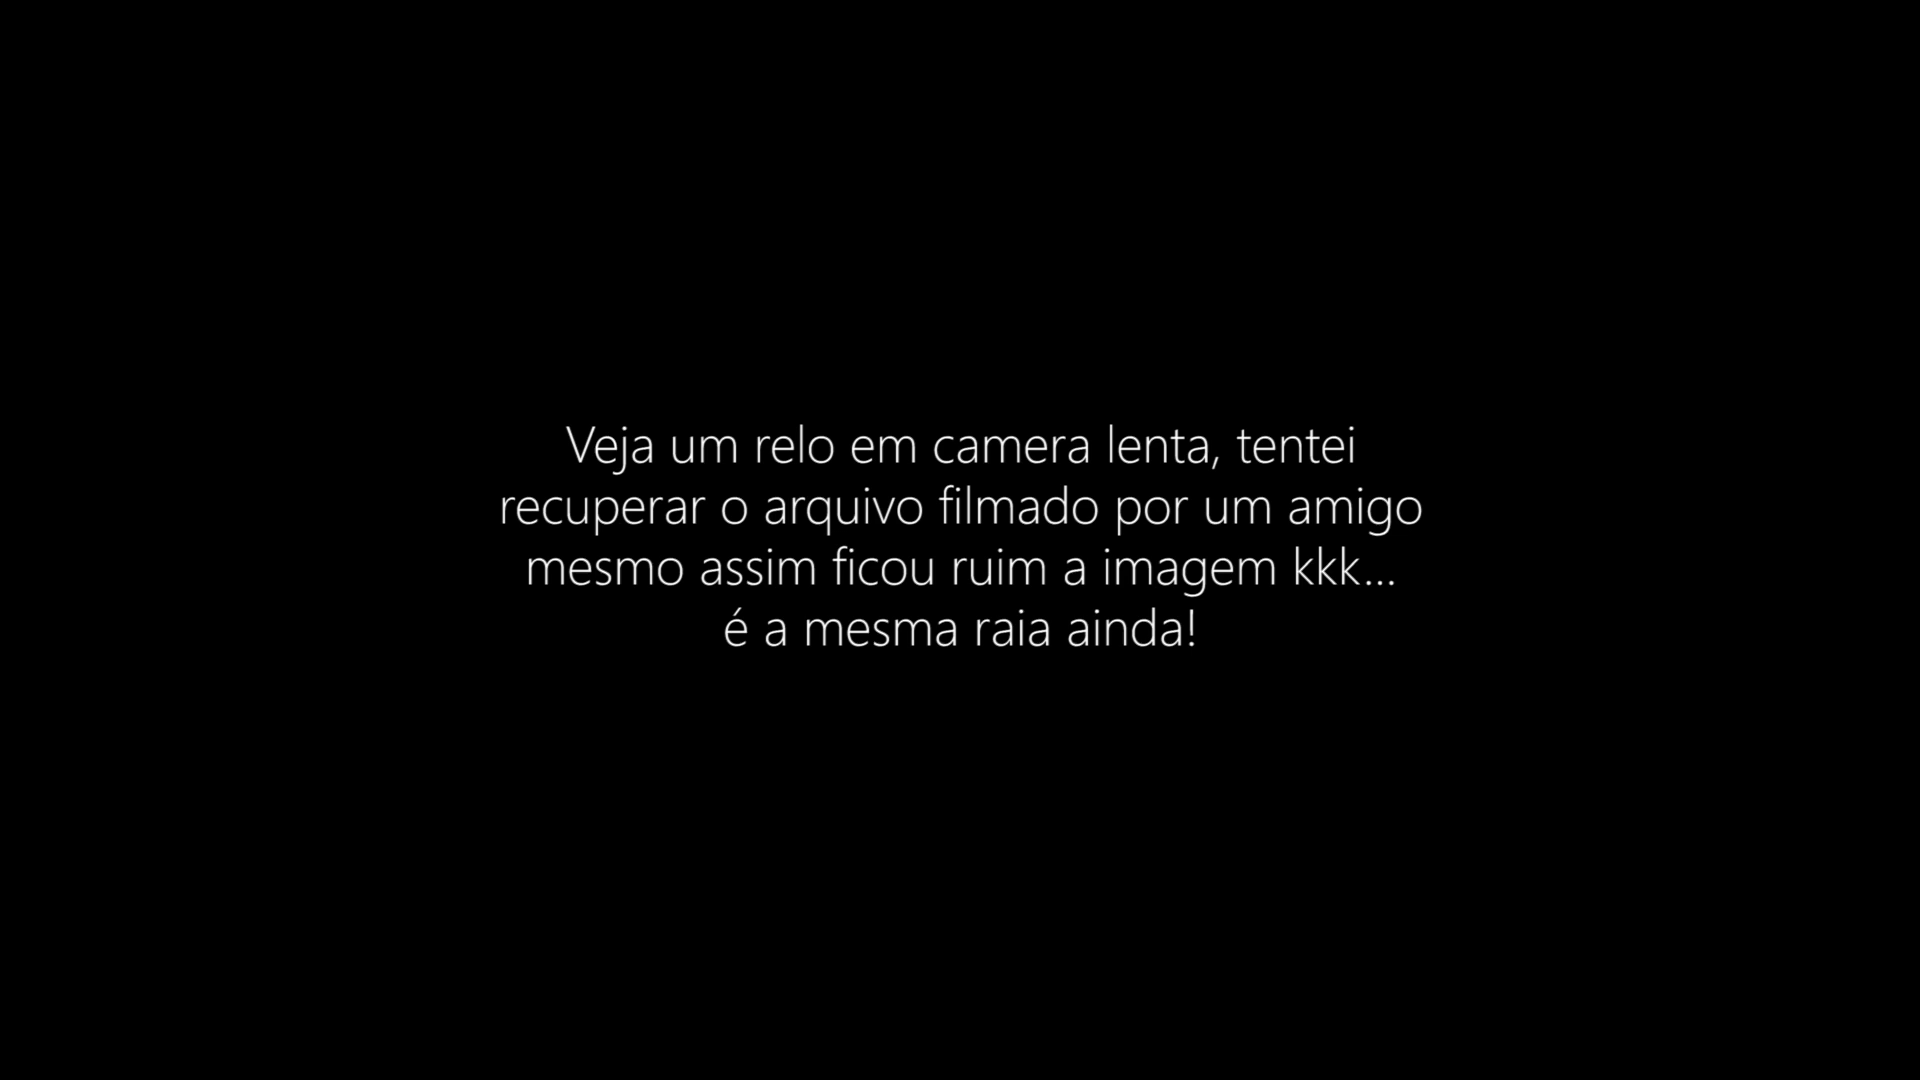 Veja um relo em camera lenta, tentei
recuperar o arquivo filmado por um amigo
mesmo assim ficou ruim a imagem kkk...
é a mesma raia ainda!